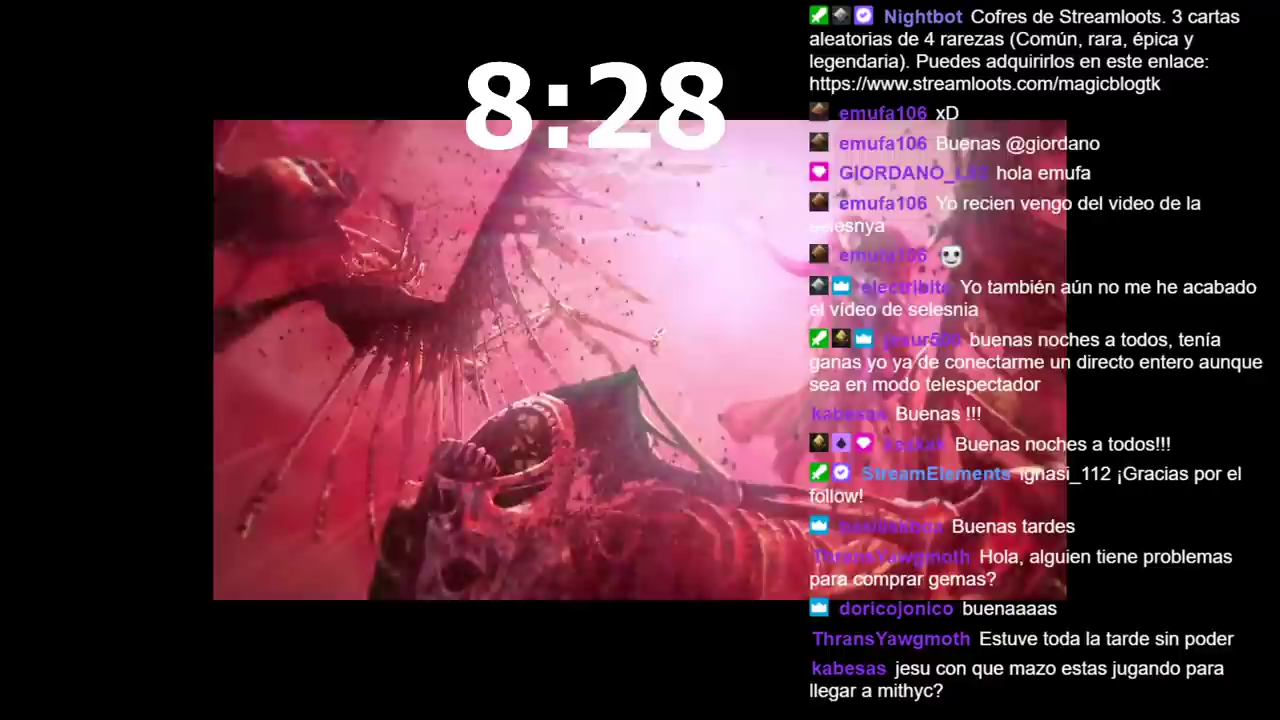 8:28
Nightbot Cofres de Streamloots. 3 cartas
aleatorias de 4 rarezas (Común, rara, épica y
legendaria). Puedes adquirirlos en este enlace:
https://www.streamloots.com/magicblogtk
emufa106 xD
emufa106 Buenas @giordano
hola emufa
emufa106 Yo recien vengo del video de la
selesnya
emufa106
electribite Yo también aún no me he acabado
el vídeo de selesnia
buenas noches a todos, tenía
ganas yo ya de conectarme un directo entero aunque
sea en modo telespectador
kabesas Buenas !!!
Buenas noches a todos!!!
StreamElements ignasi_112 ¡Gracias por el
follow!
Buenas tardes
ThransYawgmoth Hola, alguien tiene problemas
para comprar gemas?
doricojonico buenaaaas
ThransYawgmoth Estuve toda la tarde sin poder
kabesas jesu con que mazo estas jugando para
llegar a mithyc?